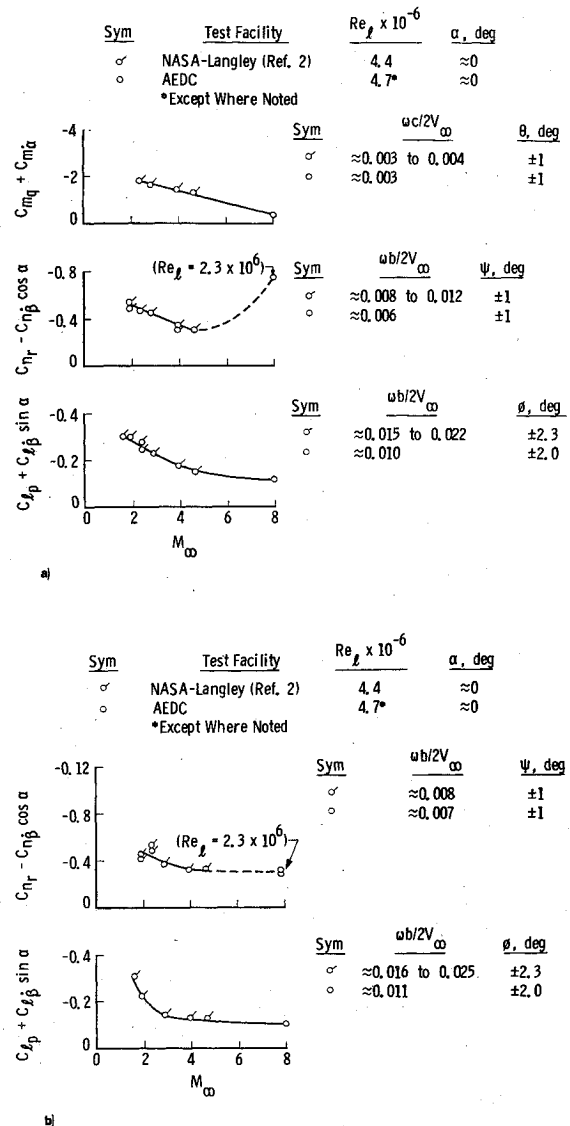 Sym Test Facility Re_ℓ x 10^-6 α, deg
NASA-Langley (Ref. 2) 4.4 ≈0
AEDC 4.7* ≈0
*Except Where Noted
Sym ωc/2V_∞ θ, deg
≈0.003 to 0.004 ±1
≈0.003 ±1
C_mq + C_mα̇
-4
-2
0
Sym ωb/2V_∞ ψ, deg
≈0.008 to 0.012 ±1
≈0.006 ±1
(Re_ℓ = 2.3 x 10^6)
C_nr - C_nβ̇ cos α
-0.8
-0.4
0
Sym ωb/2V_∞ ø, deg
≈0.015 to 0.022 ±2.3
≈0.010 ±2.0
C_ℓp + C_ℓβ̇ sin α
-0.4
-0.2
0
0 2 4 6 8
M_∞
a)
Sym Test Facility Re_ℓ x 10^-6 α, deg
NASA-Langley (Ref. 2) 4.4 ≈0
AEDC 4.7* ≈0
*Except Where Noted
Sym ωb/2V_∞ ψ, deg
≈0.008 ±1
≈0.007 ±1
(Re_ℓ = 2.3 x 10^6)
C_nr - C_nβ̇ cos α
-0.12
-0.8
-0.4
0
Sym ωb/2V_∞ ø, deg
≈0.016 to 0.025 ±2.3
≈0.011 ±2.0
C_ℓp + C_ℓβ̇ sin α
-0.4
-0.2
0
0 2 4 6 8
M_∞
b)